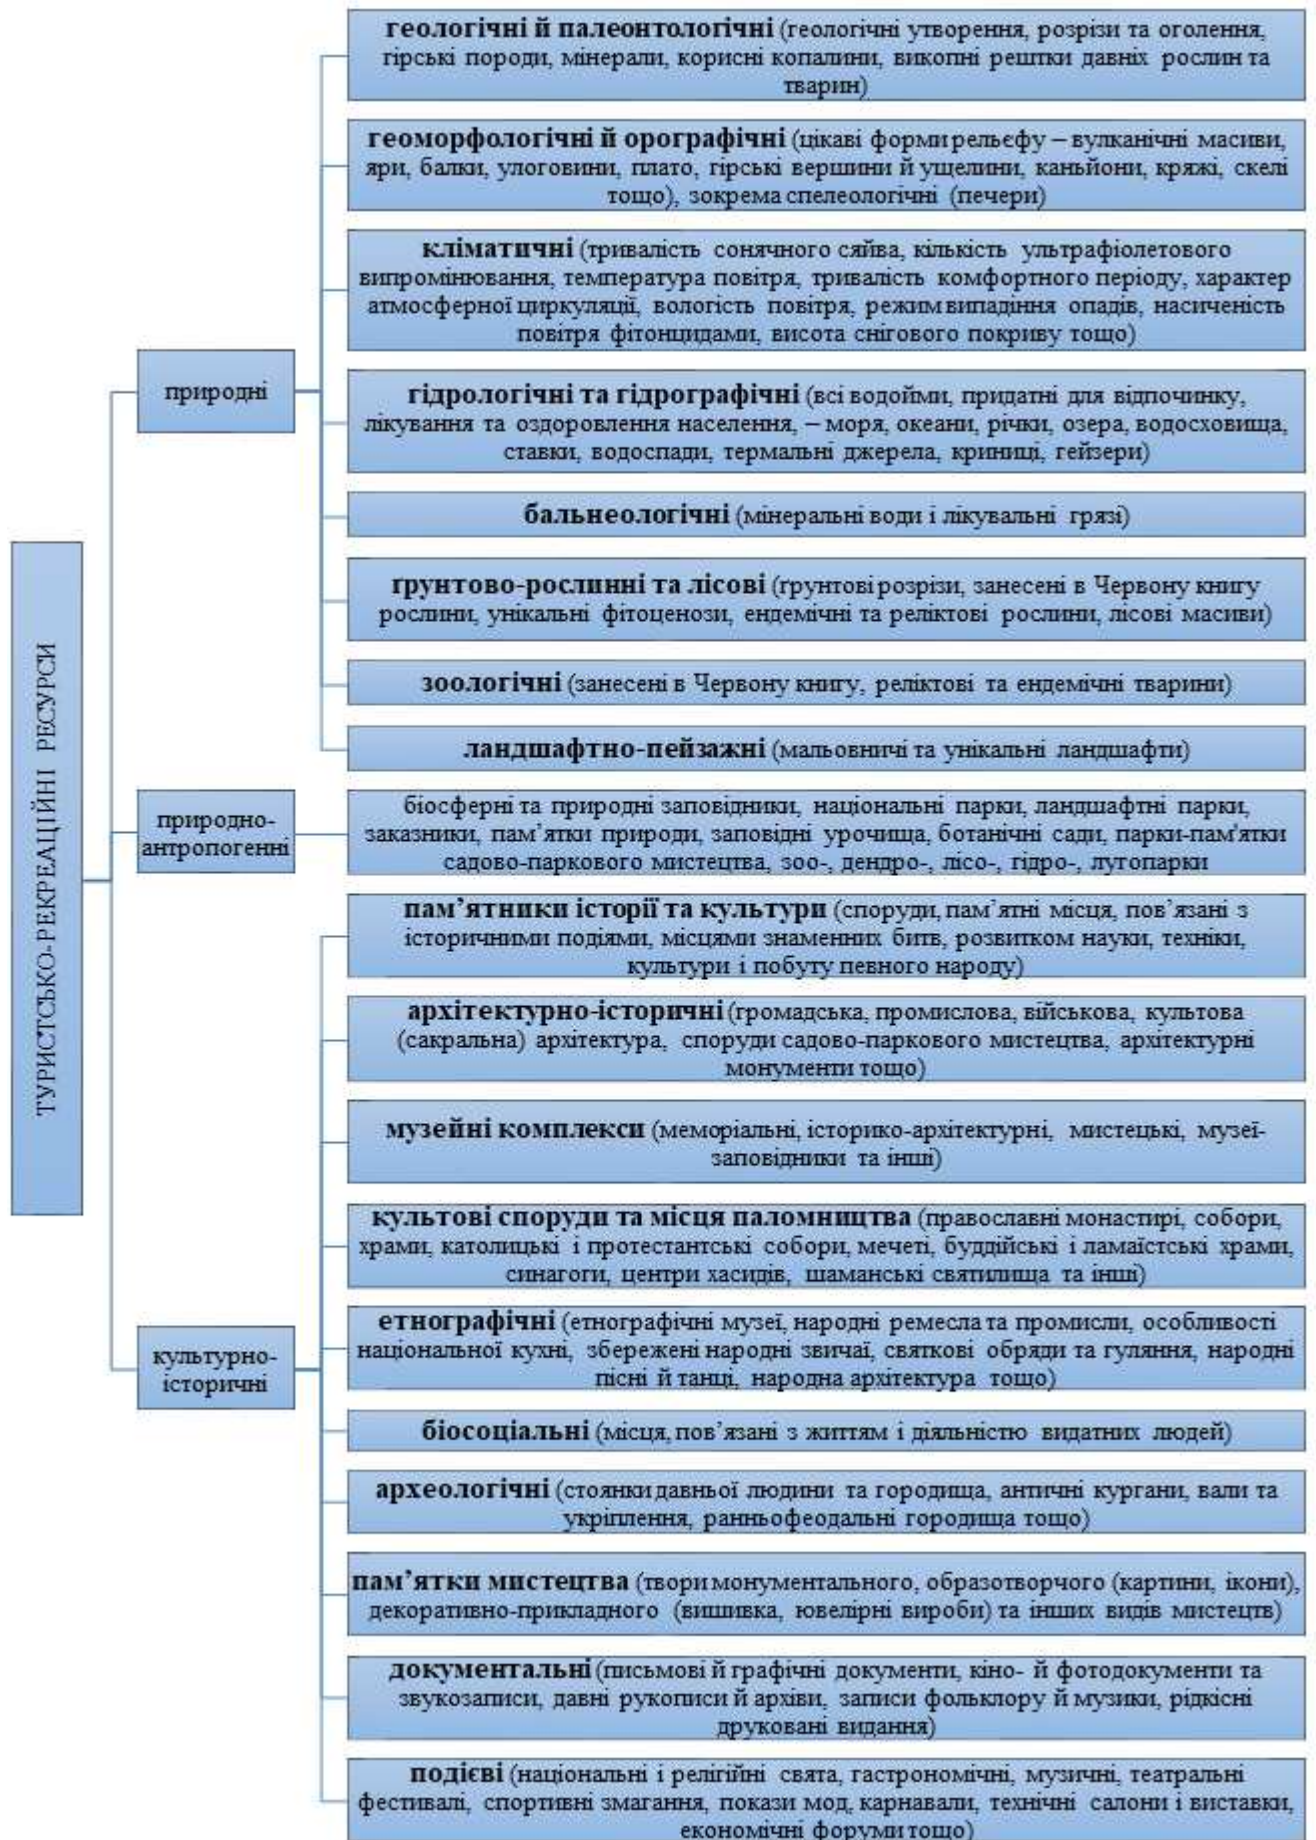 геологічні й палеонтологічні (геологічні утворення, розрізи та оголення,
гірські породи, мінерали, корисні копалини, викопні рештки давніх рослин та
тварин)
геоморфологічні й орографічні (цікаві форми рельєфу – вулканічні масиви,
яри, балки, улоговини, плато, гірські вершини й ущелини, каньйони, кряжі, скелі
тощо), зокрема спелеологічні (печери)
кліматичні (тривалість сонячного сяйва, кількість ультрафіолетового
випромінювання, температура повітря, тривалість комфортного періоду, характер
атмосферної циркуляції, вологість повітря, режим випадіння опадів, насиченість
повітря фітонцидами, висота снігового покриву тощо)
природні
гідрологічні та гідрографічні (всі водойми, придатні для відпочинку,
лікування та оздоровлення населення, – моря, океани, річки, озера, водосховища,
ставки, водоспади, термальні джерела, криниці, гейзери)
бальнеологічні (мінеральні води і лікувальні грязі)
ґрунтово-рослинні та лісові (ґрунтові розрізи, занесені в Червону книгу
рослини, унікальні фітоценози, ендемічні та реліктові рослини, лісові масиви)
зоологічні (занесені в Червону книгу, реліктові та ендемічні тварини)
ландшафтно-пейзажні (мальовничі та унікальні ландшафти)
ТУРИСТСЬКО-РЕКРЕАЦІЙНІ РЕСУРСИ
природно-
антропогенні
біосферні та природні заповідники, національні парки, ландшафтні парки,
заказники, пам’ятки природи, заповідні урочища, ботанічні сади, парки-пам'ятки
садово-паркового мистецтва, зоо-, дендро-, лісо-, гідро-, лугопарки
пам’ятники історії та культури (споруди, пам’ятні місця, пов’язані з
історичними подіями, місцями знаменних битв, розвитком науки, техніки,
культури і побуту певного народу)
архітектурно-історичні (громадська, промислова, військова, культова
(сакральна) архітектура, споруди садово-паркового мистецтва, архітектурні
монументи тощо)
музейні комплекси (меморіальні, історико-архітектурні, мистецькі, музеї-
заповідники та інші)
культові споруди та місця паломництва (православні монастирі, собори,
храми, католицькі і протестантські собори, мечеті, буддійські і ламаїстські храми,
синагоги, центри хасидів, шаманські святилища та інші)
культурно-
історичні
етнографічні (етнографічні музеї, народні ремесла та промисли, особливості
національної кухні, збережені народні звичаї, святкові обряди та гуляння, народні
пісні й танці, народна архітектура тощо)
біосоціальні (місця, пов’язані з життям і діяльністю видатних людей)
археологічні (стоянки давньої людини та городища, античні кургани, вали та
укріплення, ранньофеодальні городища тощо)
пам’ятки мистецтва (твори монументального, образотворчого (картини, ікони),
декоративно-прикладного (вишивка, ювелірні вироби) та інших видів мистецтв)
документальні (письмові й графічні документи, кіно- й фотодокументи та
звукозаписи, давні рукописи й архіви, записи фольклору й музики, рідкісні
друковані видання)
подієві (національні і релігійні свята, гастрономічні, музичні, театральні
фестивалі, спортивні змагання, покази мод, карнавали, технічні салони і виставки,
економічні форуми тощо)